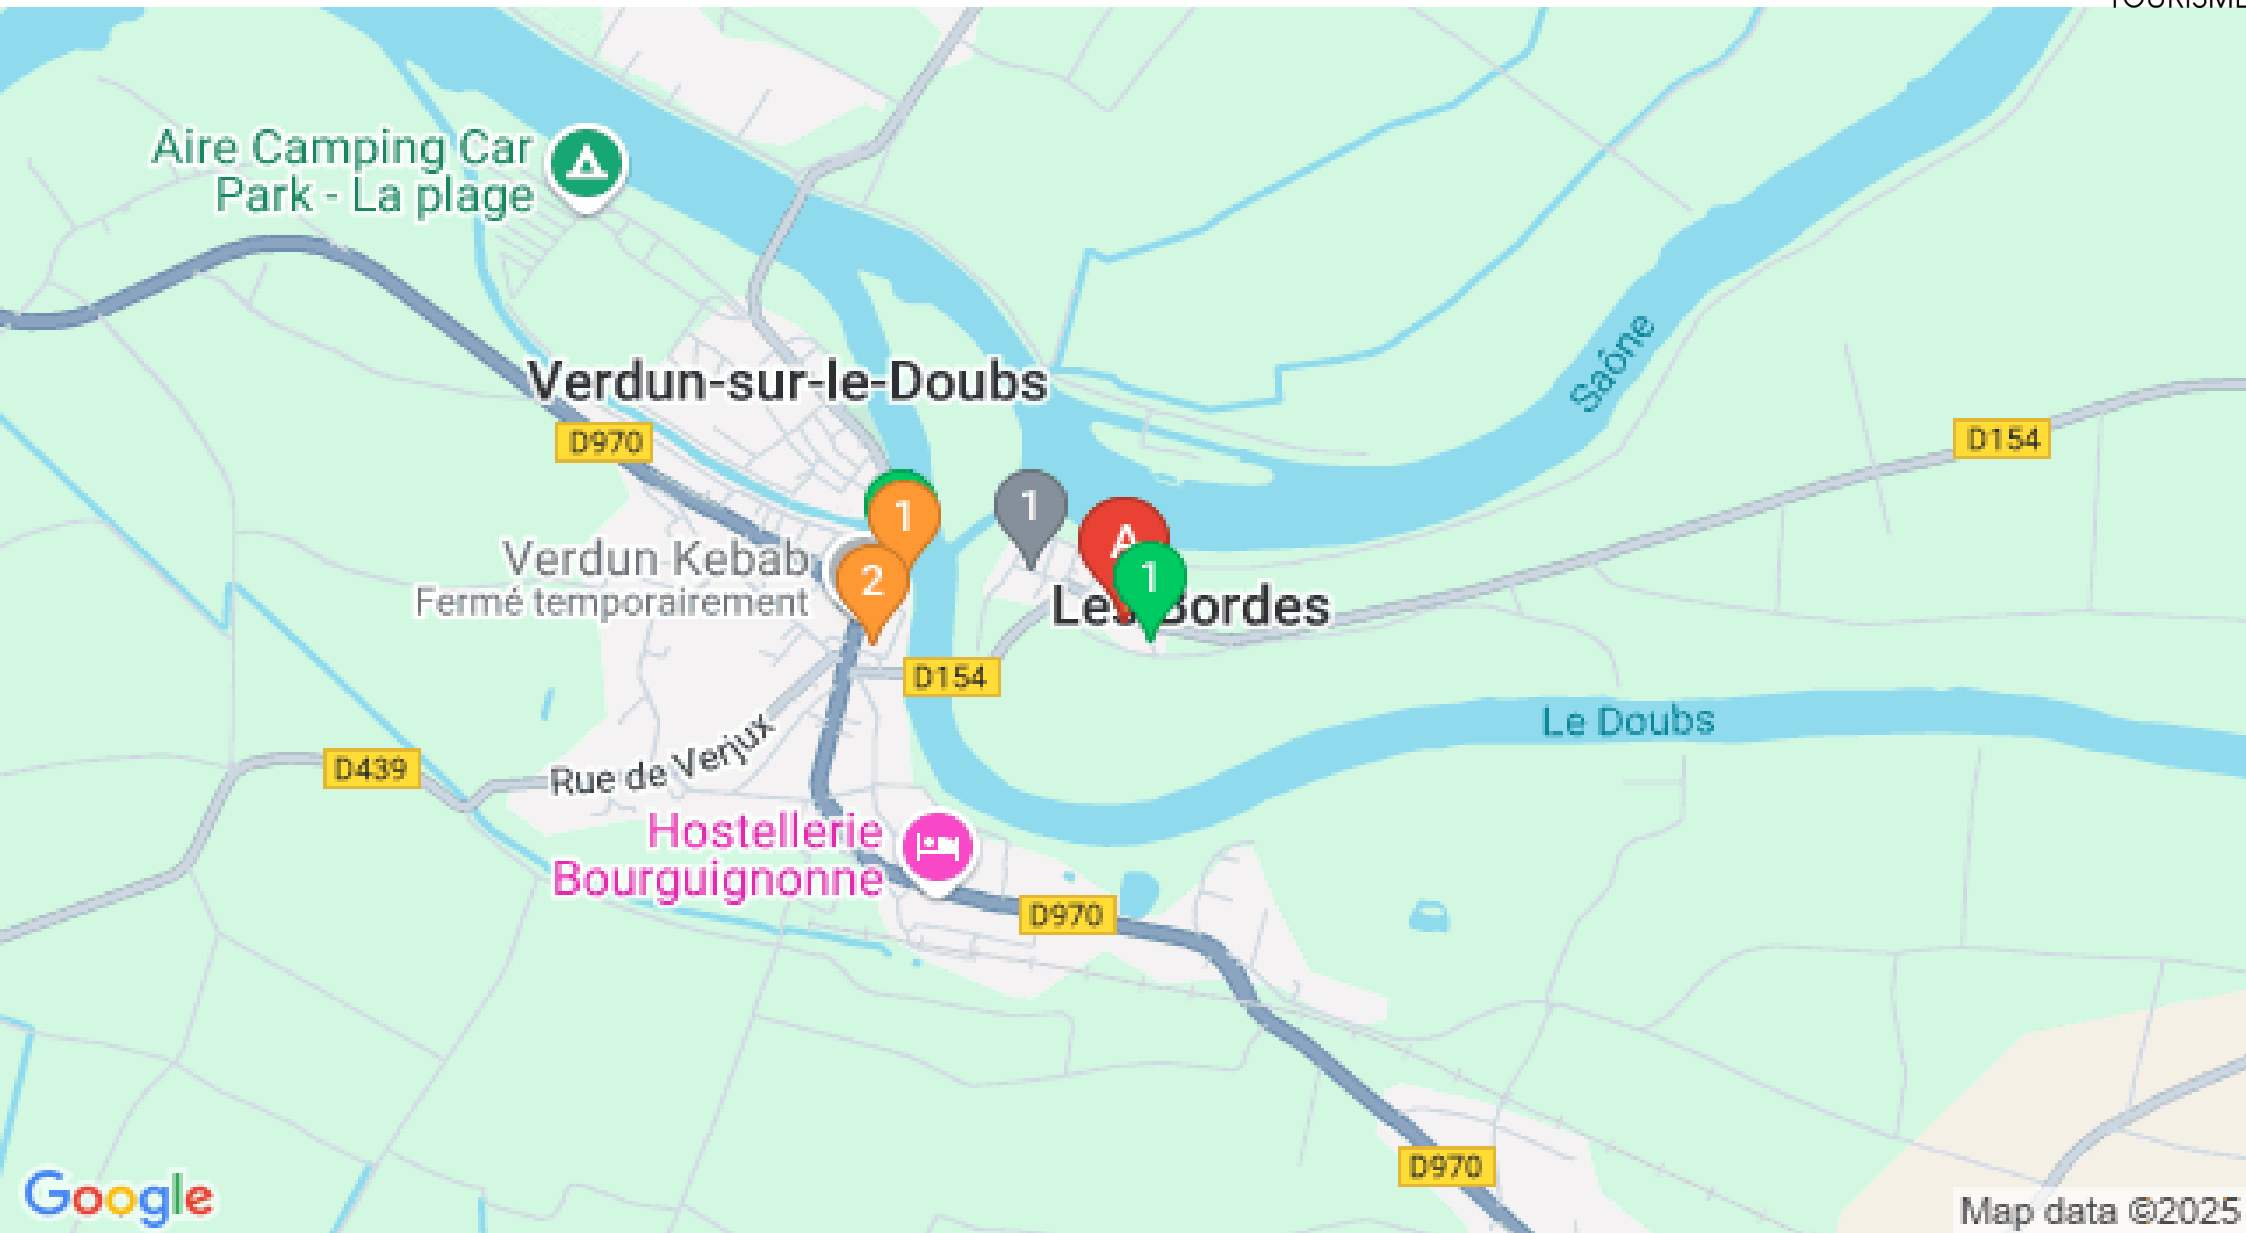 TOURISME
Aire Camping Car
Park - La plage
Saône
Verdun-sur-le-Doubs
D970
D154
1
1
A
Verdun Kebab
Fermé temporairement
2
1
Les Bordes
D154
Le Doubs
Rue de Verjux
D439
Hostellerie
Bourguignonne
D970
D970
Google
Map data ©2025